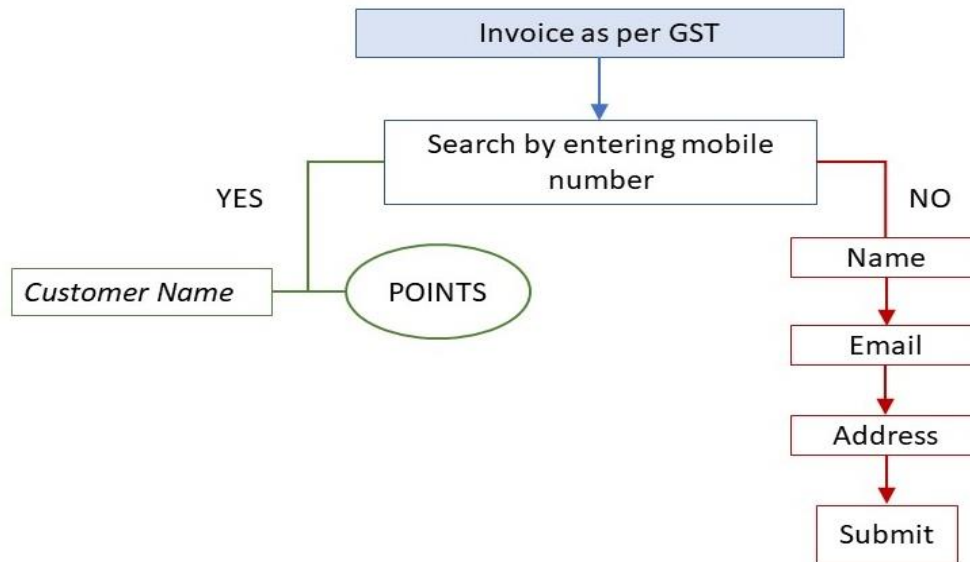 Invoice as per GST
Search by entering mobile
number
YES
NO
Customer Name
POINTS
Name
Email
Address
Submit